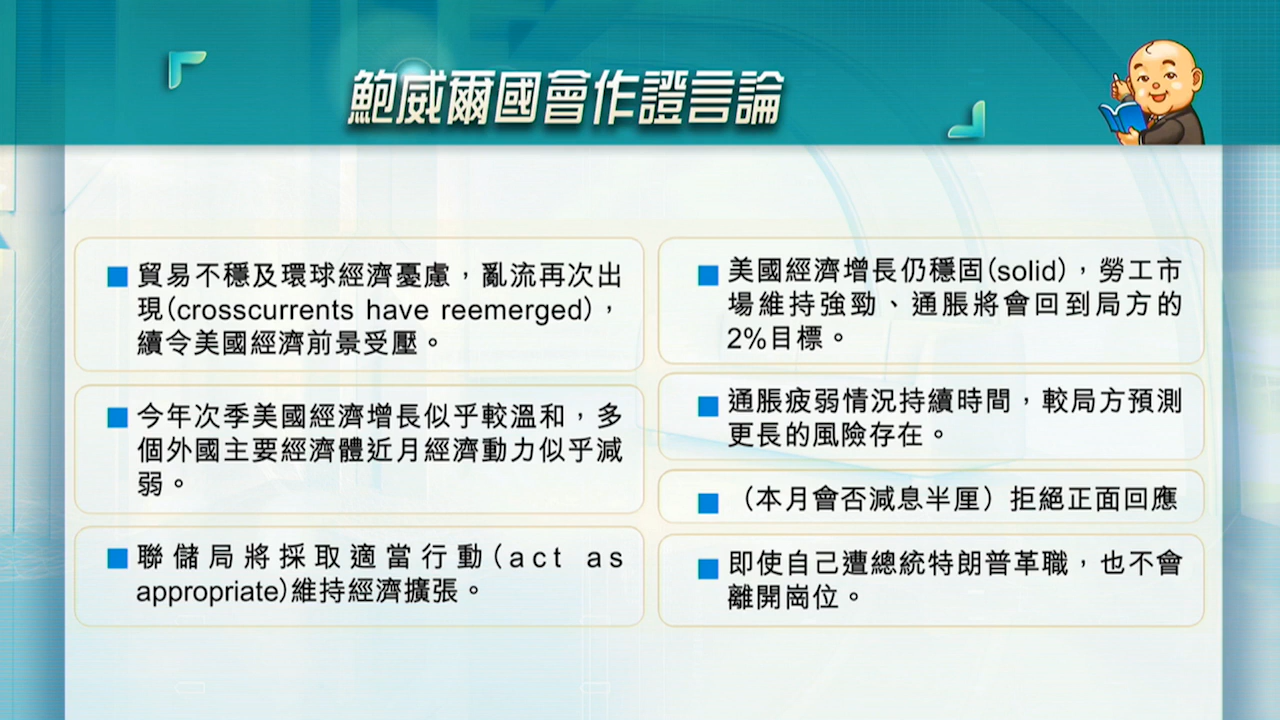 鮑威爾國會作證言論
貿易不穩及環球經濟憂慮，亂流再次出
現(crosscurrents have reemerged)，
續令美國經濟前景受壓。
今年次季美國經濟增長似乎較溫和，多
個外國主要經濟體近月經濟動力似乎減
弱。
聯儲局將採取適當行動(act as
appropriate)維持經濟擴張。
美國經濟增長仍穩固(solid)，勞工市
場維持強勁、通脹將會回到局方的
2%目標。
通脹疲弱情況持續時間，較局方預測
更長的風險存在。
（本月會否減息半厘）拒絕正面回應
即使自己遭總統特朗普革職，也不會
離開崗位。